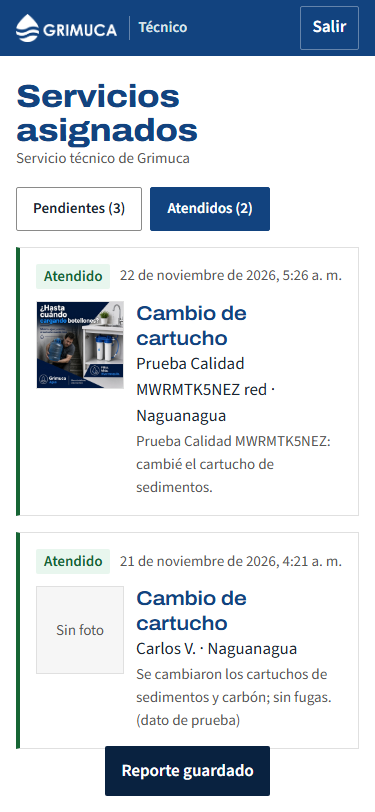 GRIMUCA
Técnico
Salir
Servicios
asignados
Servicio técnico de Grimuca
Pendientes (3)
Atendidos (2)
Atendido
22 de noviembre de 2026, 5:26 a. m.
¿Hasta
cuándo
cargando botellones?
Grimuca
Cambio de
cartucho
Prueba Calidad
MWRMTK5NEZ red ·
Naguanagua
Prueba Calidad MWRMTK5NEZ:
cambié el cartucho de
sedimentos.
Atendido
21 de noviembre de 2026, 4:21 a. m.
Sin foto
Cambio de
cartucho
Carlos V. · Naguanagua
Se cambiaron los cartuchos de
sedimentos y carbón; sin fugas.
(dato de prueba)
Reporte guardado